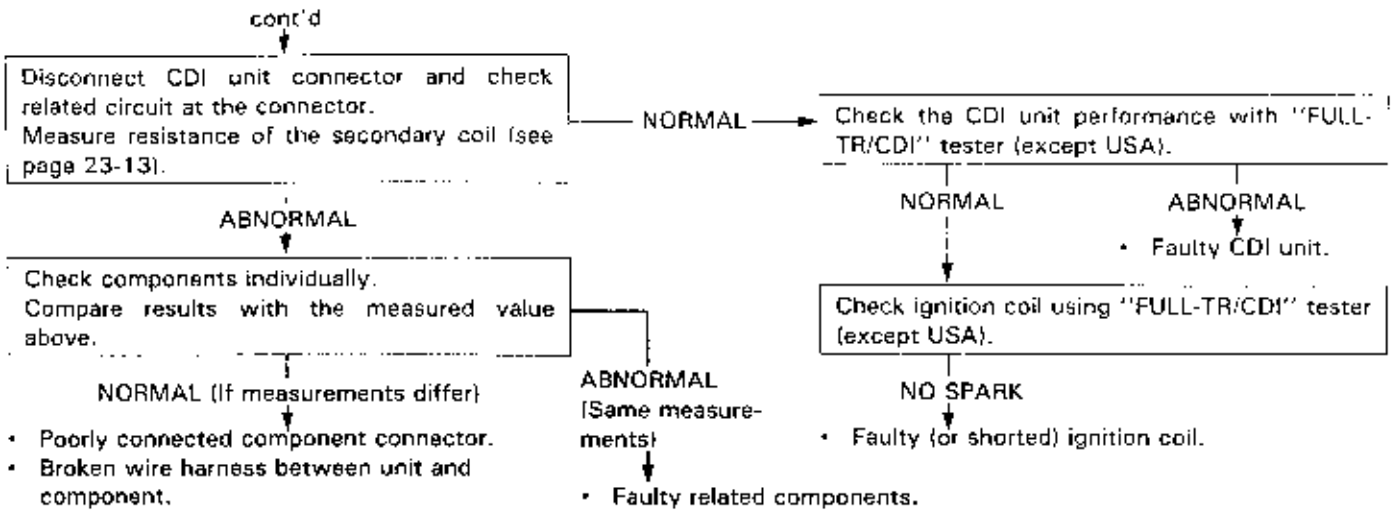 cont'd
Disconnect CDI unit connector and check
related circuit at the connector.
Measure resistance of the secondary coil (see
page 23-13).
NORMAL
Check the CDI unit performance with "FULL-
TR/CDI" tester (except USA).
ABNORMAL
NORMAL
ABNORMAL
• Faulty CDI unit.
Check components individually.
Compare results with the measured value
above.
Check ignition coil using "FULL-TR/CDI" tester
(except USA).
NORMAL (If measurements differ)
ABNORMAL
(Same measure-
ments)
NO SPARK
• Poorly connected component connector.
• Broken wire harness between unit and
component.
• Faulty related components.
• Faulty (or shorted) ignition coil.